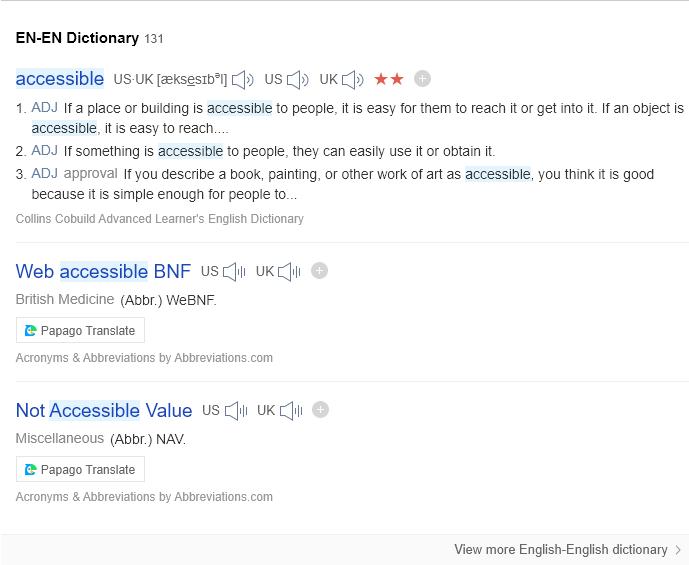 EN-EN Dictionary 131
accessible US·UK [æksesɪbᵊl] US UK ★★
1. ADJ If a place or building is accessible to people, it is easy for them to reach it or get into it. If an object is
accessible, it is easy to reach....
2. ADJ If something is accessible to people, they can easily use it or obtain it.
3. ADJ approval If you describe a book, painting, or other work of art as accessible, you think it is good
because it is simple enough for people to...
Collins Cobuild Advanced Learner's English Dictionary
Web accessible BNF US UK
British Medicine (Abbr.) WeBNF.
Papago Translate
Acronyms & Abbreviations by Abbreviations.com
Not Accessible Value US UK
Miscellaneous (Abbr.) NAV.
Papago Translate
Acronyms & Abbreviations by Abbreviations.com
View more English-English dictionary